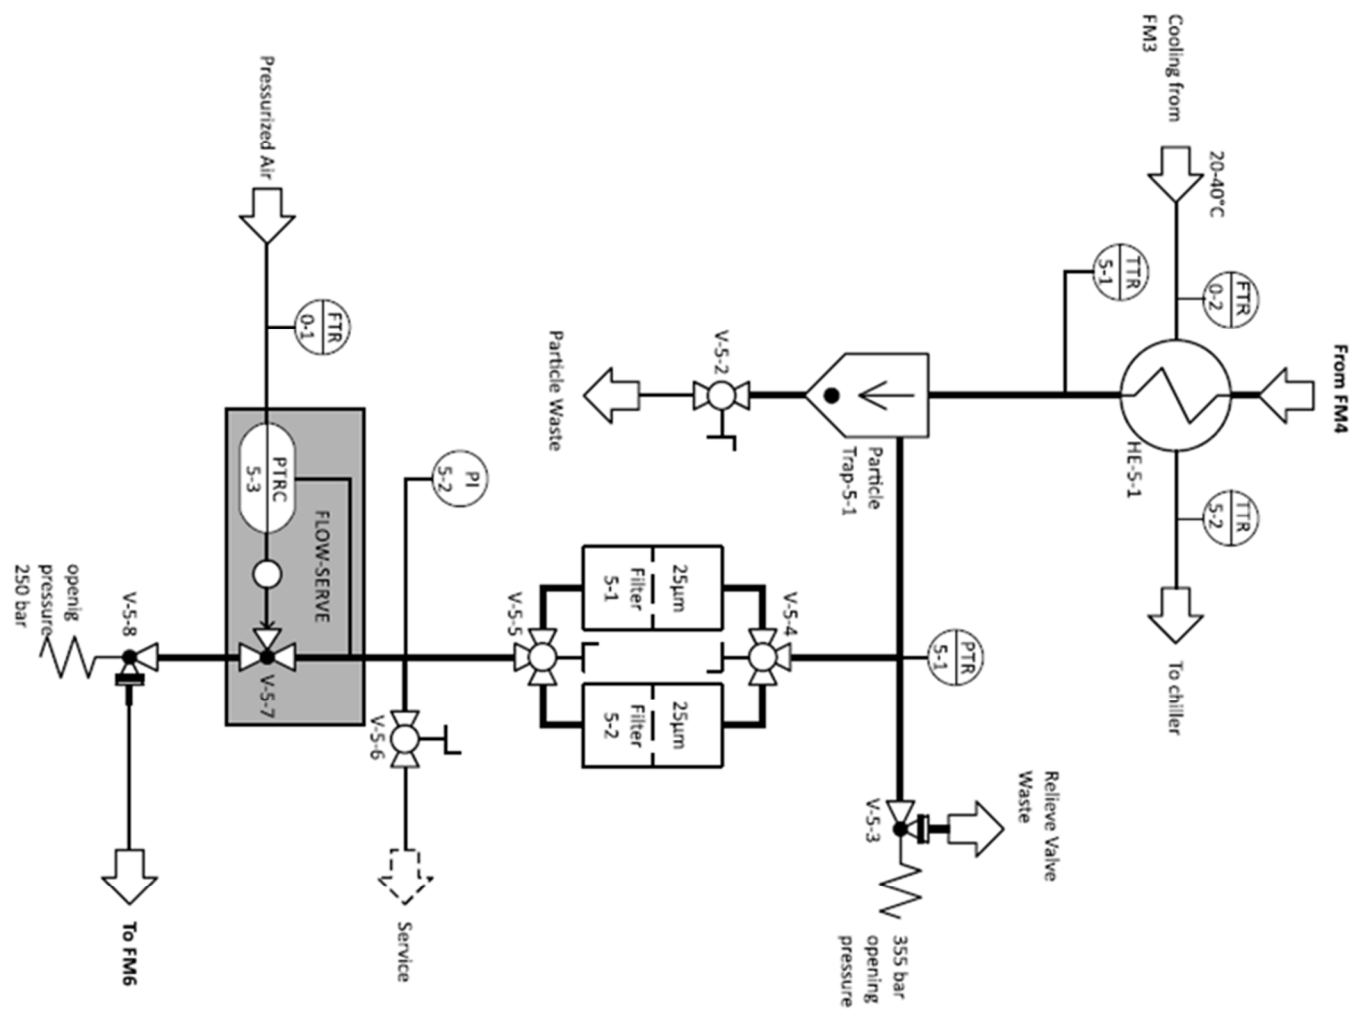 Cooling from
FM3
20-40°C
FTR
0-2
TTR
5-1
From FM4
HE-5-1
TTR
5-2
To chiller
V-5-2
Particle Waste
Particle
Trap-5-1
PTR
5-1
V-5-3
Relieve Valve
Waste
355 bar
opening
pressure
V-5-4
25μm
Filter
5-1
25μm
Filter
5-2
V-5-5
PI
5-2
V-5-6
Service
Pressurized Air
FTR
0-1
PTRC
5-3
FLOW-SERVE
V-5-7
V-5-8
openig
pressure
250 bar
To FM6